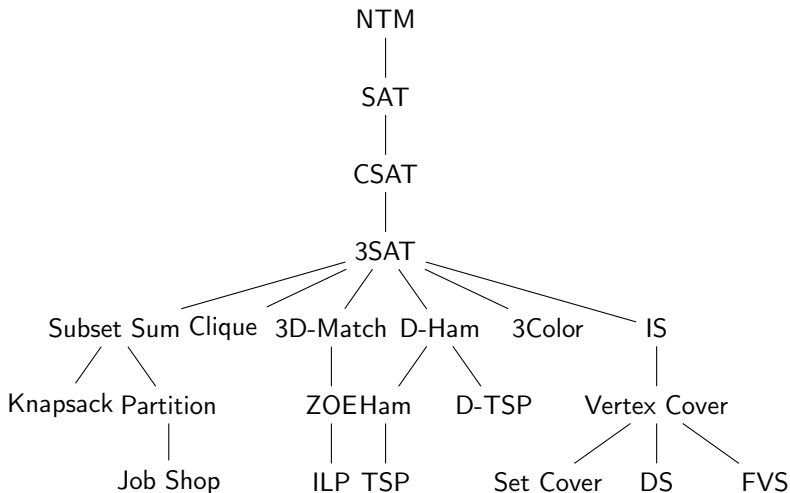 NTM
SAT
CSAT
3SAT
Subset Sum Clique 3D-Match D-Ham 3Color IS
Knapsack Partition ZOE Ham D-TSP Vertex Cover
Job Shop ILP TSP Set Cover DS FVS